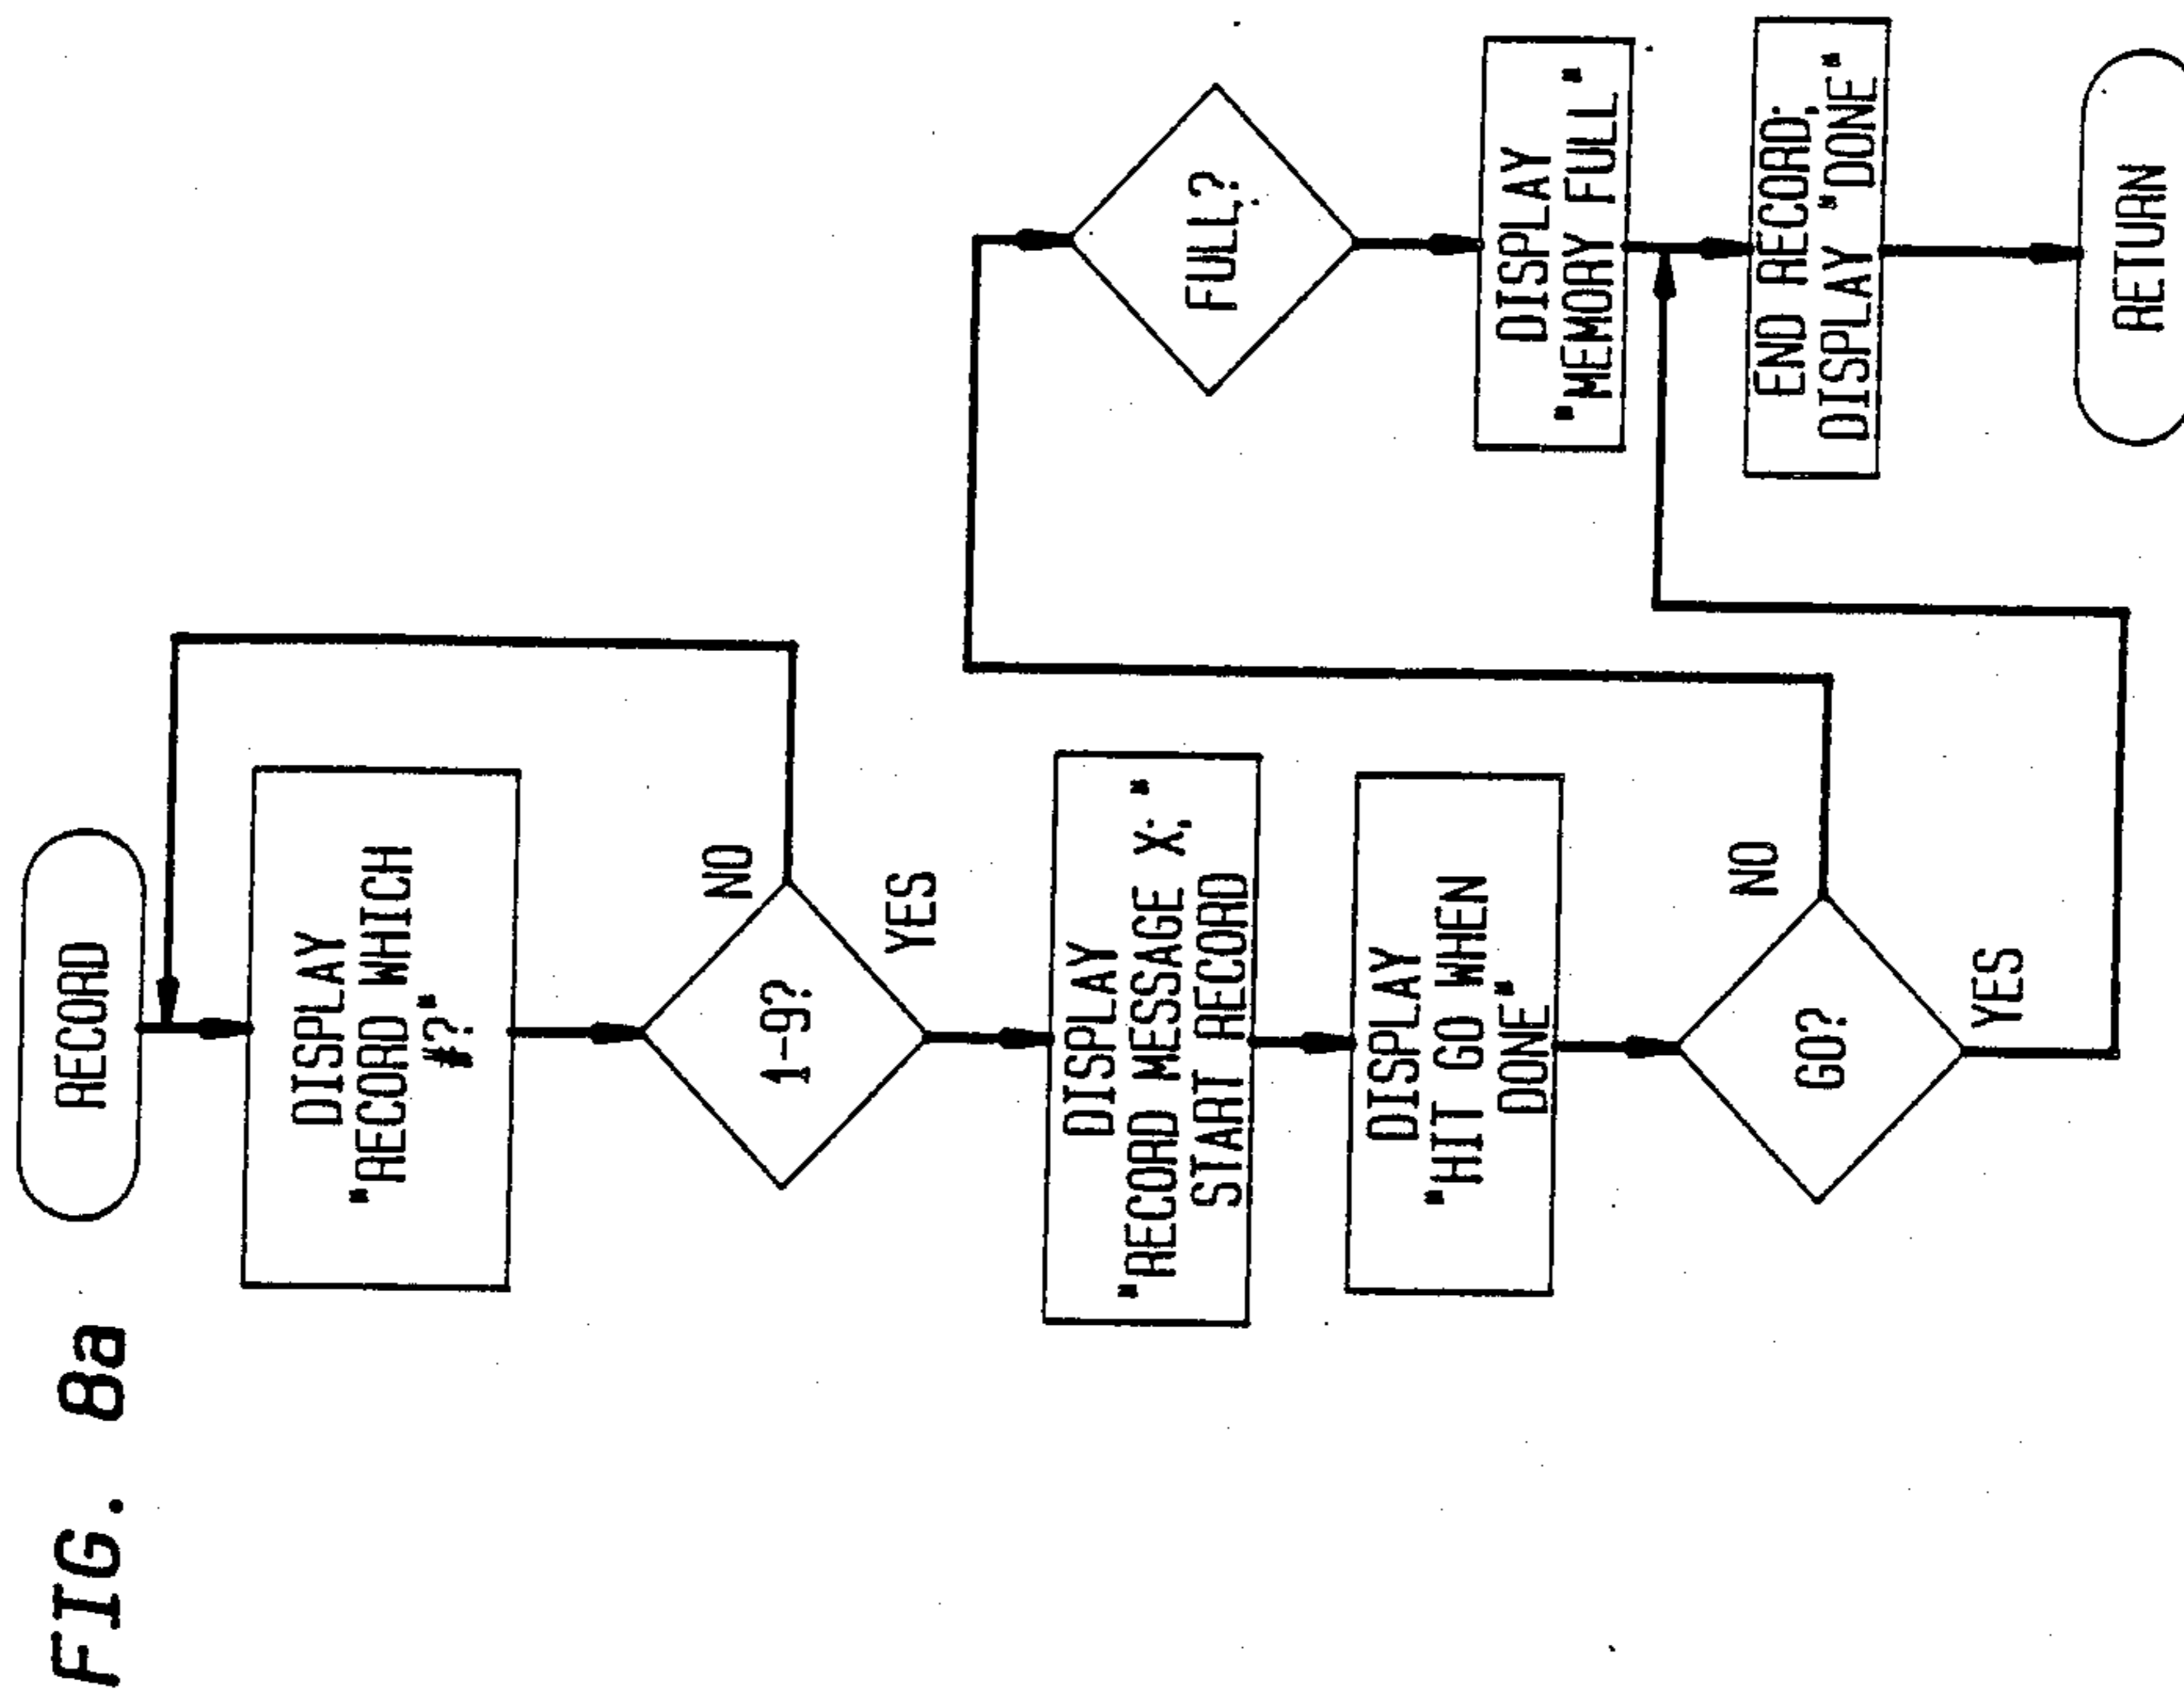 FIG. 8a
RECORD
DISPLAY
"RECORD WHICH
#?"
1-9?
NO
YES
DISPLAY
"RECORD MESSAGE X:"
START RECORD
DISPLAY
"HIT GO WHEN
DONE"
GO?
NO
YES
FULL?
DISPLAY
"MEMORY FULL"
END RECORD;
DISPLAY "DONE"
RETURN